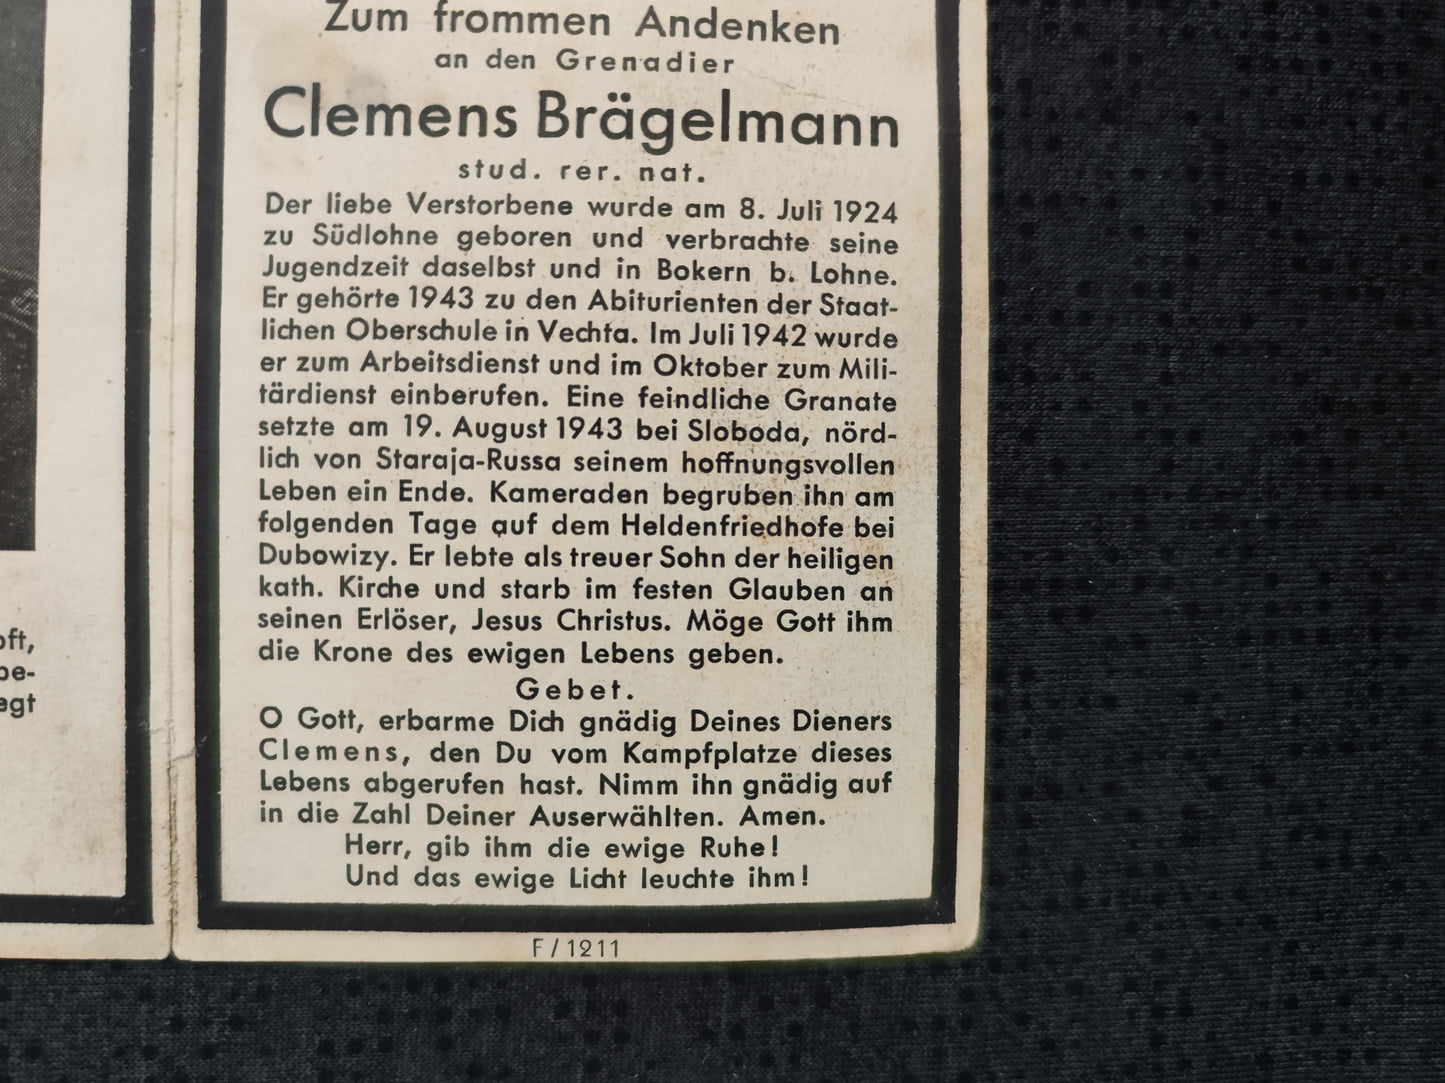 oft,
be-
egt
Zum frommen Andenken
an den Grenadier
Clemens Brägelmann
stud. rer. nat.
Der liebe Verstorbene wurde am 8. Juli 1924
zu Südlohne geboren und verbrachte seine
Jugendzeit daselbst und in Bokern b. Lohne.
Er gehörte 1943 zu den Abiturienten der Staat-
lichen Oberschule in Vechta. Im Juli 1942 wurde
er zum Arbeitsdienst und im Oktober zum Mili-
tärdienst einberufen. Eine feindliche Granate
setzte am 19. August 1943 bei Sloboda, nörd-
lich von Staraja-Russa seinem hoffnungsvollen
Leben ein Ende. Kameraden begruben ihn am
folgenden Tage auf dem Heldenfriedhofe bei
Dubowizy. Er lebte als treuer Sohn der heiligen
kath. Kirche und starb im festen Glauben an
seinen Erlöser, Jesus Christus. Möge Gott ihm
die Krone des ewigen Lebens geben.
Gebet.
O Gott, erbarme Dich gnädig Deines Dieners
Clemens, den Du vom Kampfplatze dieses
Lebens abgerufen hast. Nimm ihn gnädig auf
in die Zahl Deiner Auserwählten. Amen.
Herr, gib ihm die ewige Ruhe!
Und das ewige Licht leuchte ihm!
F/1211